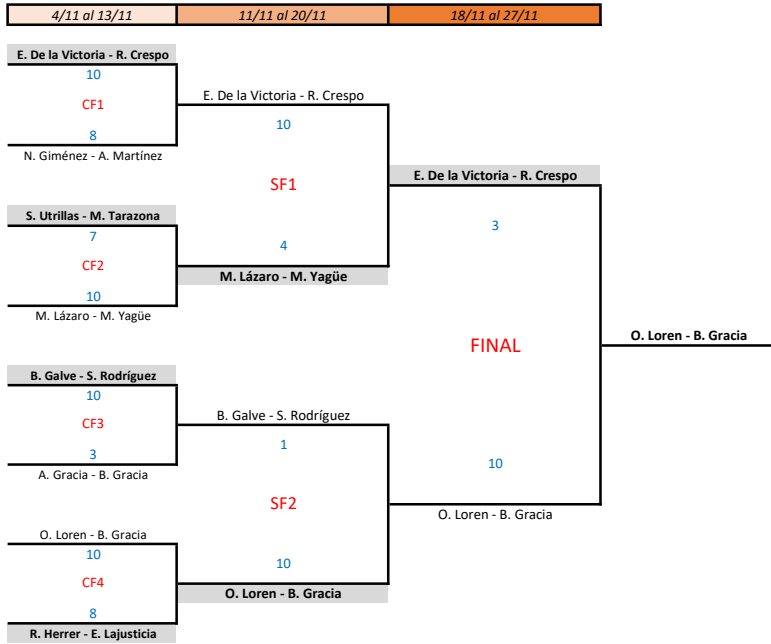 4/11 al 13/11
11/11 al 20/11
18/11 al 27/11
E. De la Victoria - R. Crespo
10
CF1
8
N. Giménez - A. Martínez
S. Utrillas - M. Tarazona
7
CF2
10
M. Lázaro - M. Yagüe
B. Galve - S. Rodríguez
10
CF3
3
A. Gracia - B. Gracia
O. Loren - B. Gracia
10
CF4
8
R. Herrer - E. Lajusticia
E. De la Victoria - R. Crespo
10
SF1
4
M. Lázaro - M. Yagüe
B. Galve - S. Rodríguez
1
SF2
10
O. Loren - B. Gracia
E. De la Victoria - R. Crespo
3
FINAL
10
O. Loren - B. Gracia
O. Loren - B. Gracia